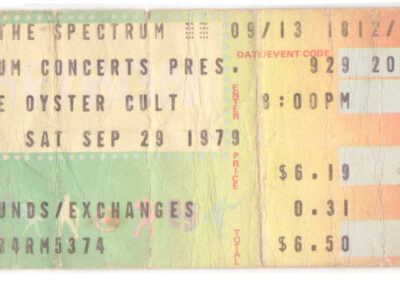 THE SPECTRUM 09/13 1812/
DATE/EVENT CODE
UM CONCERTS PRES. 929 20
E OYSTER CULT 8:00PM
SAT SEP 29 1979
ENTER
PRICE
$6.19
UNDS/EXCHANGES 0.31
TOTAL
04RM5374 $6.50